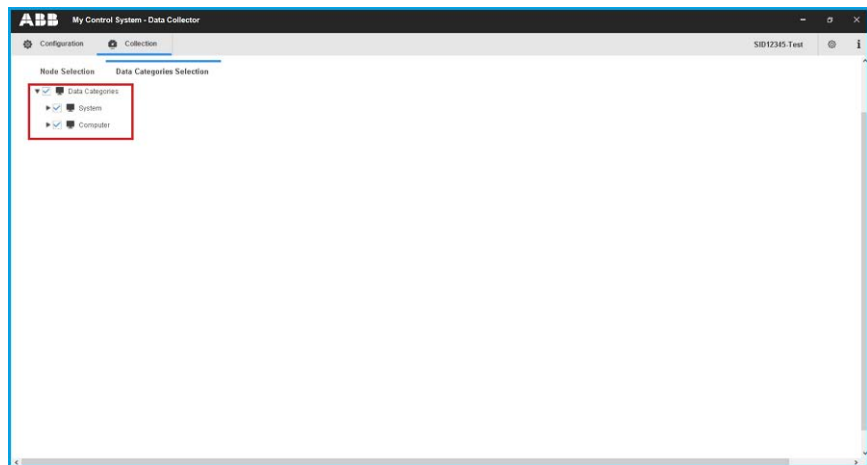 ABB My Control System - Data Collector
Configuration Collection SID12345-Test
Node Selection Data Categories Selection
Data Categories
System
Computer